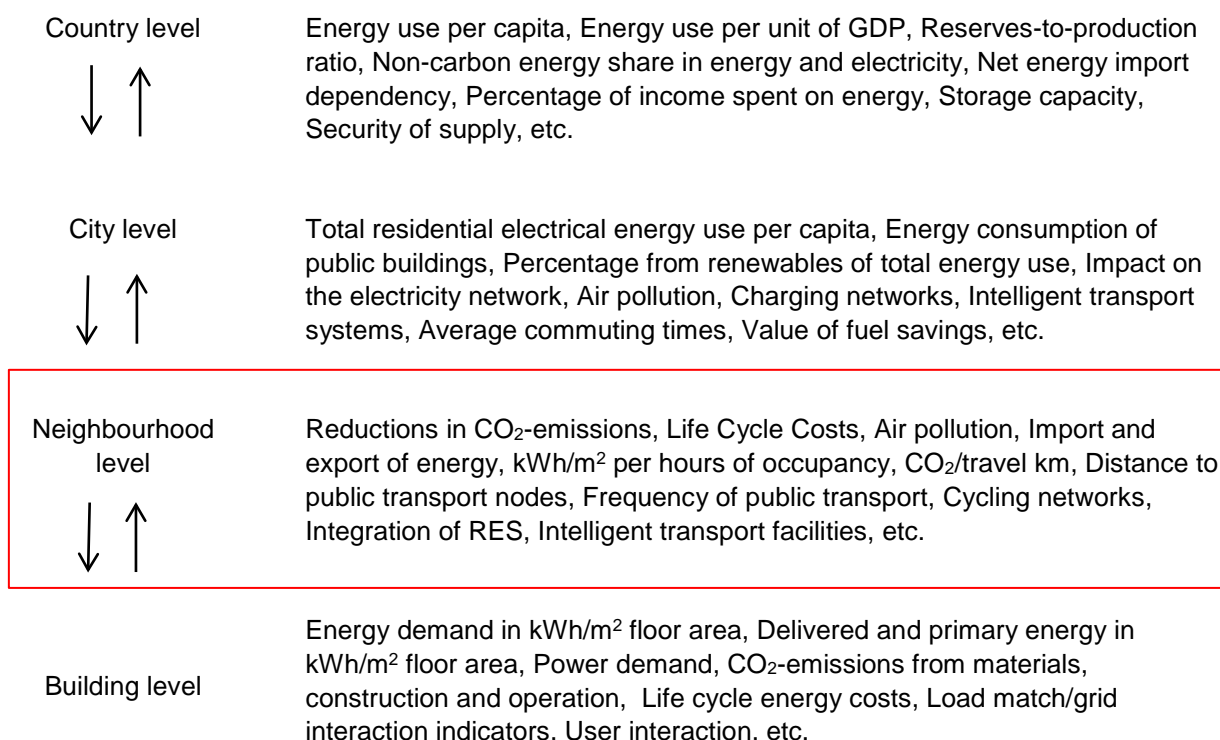 Country level
Energy use per capita, Energy use per unit of GDP, Reserves-to-production
ratio, Non-carbon energy share in energy and electricity, Net energy import
dependency, Percentage of income spent on energy, Storage capacity,
Security of supply, etc.
City level
Total residential electrical energy use per capita, Energy consumption of
public buildings, Percentage from renewables of total energy use, Impact on
the electricity network, Air pollution, Charging networks, Intelligent transport
systems, Average commuting times, Value of fuel savings, etc.
Neighbourhood
level
Reductions in CO₂-emissions, Life Cycle Costs, Air pollution, Import and
export of energy, kWh/m² per hours of occupancy, CO₂/travel km, Distance to
public transport nodes, Frequency of public transport, Cycling networks,
Integration of RES, Intelligent transport facilities, etc.
Building level
Energy demand in kWh/m² floor area, Delivered and primary energy in
kWh/m² floor area, Power demand, CO₂-emissions from materials,
construction and operation,  Life cycle energy costs, Load match/grid
interaction indicators, User interaction, etc.